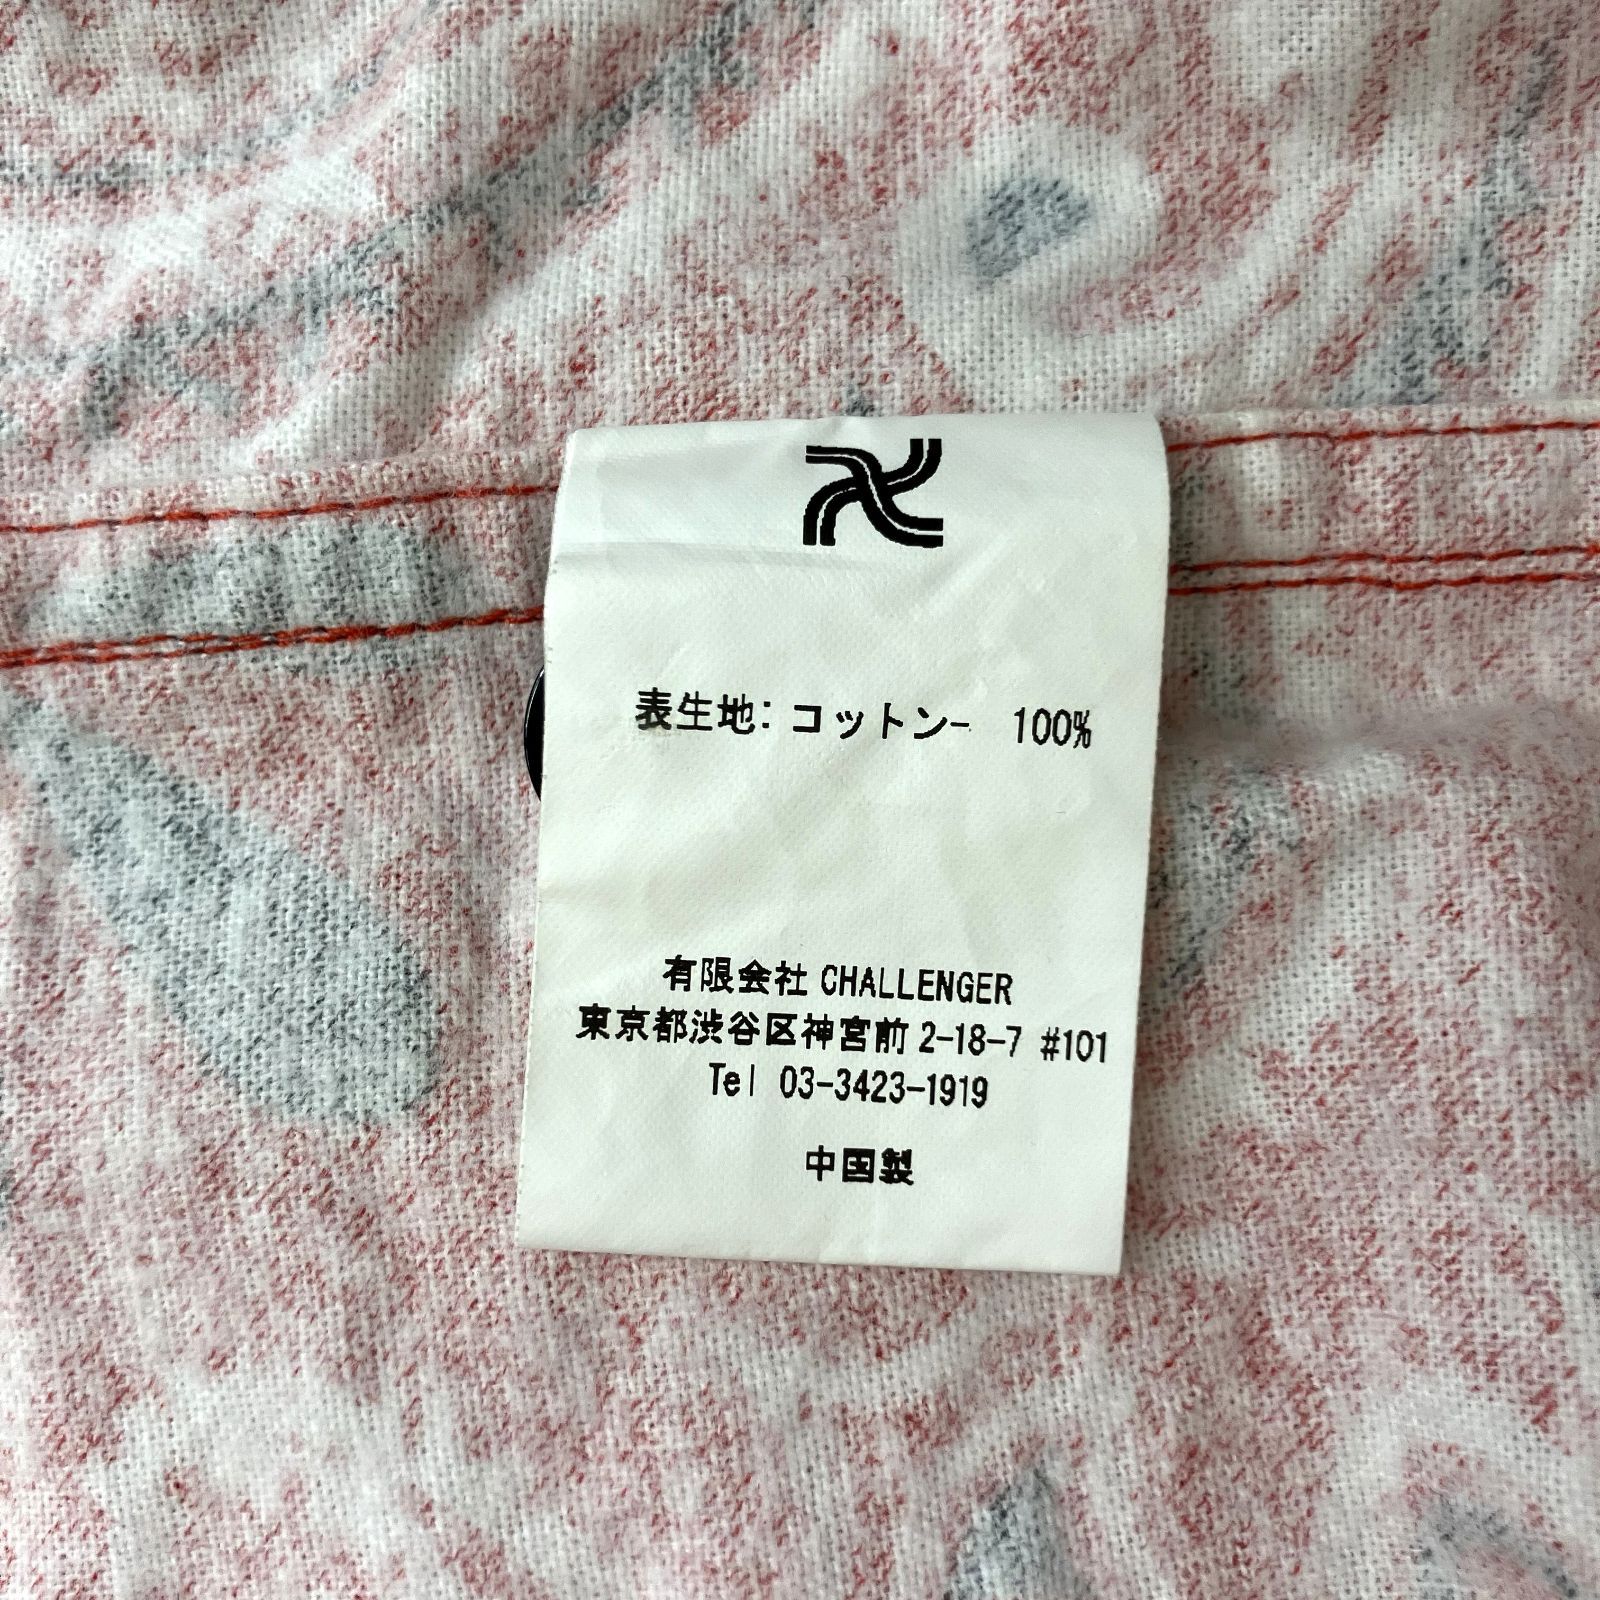 表生地: コットン- 100%
有限会社 CHALLENGER
東京都渋谷区神宮前 2-18-7 #101
Tel 03-3423-1919
中国製